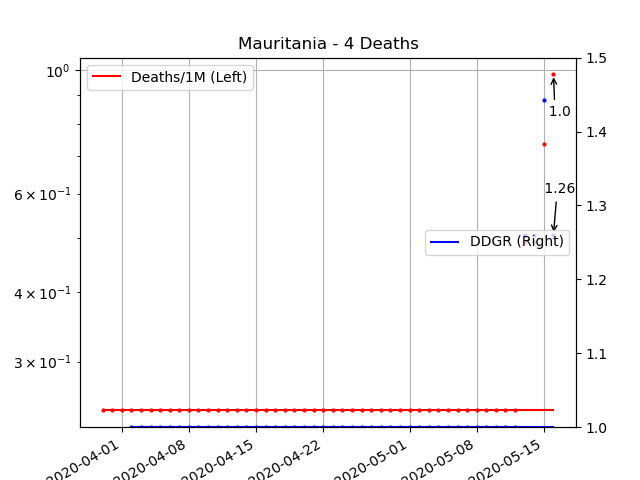 Mauritania - 4 Deaths
Deaths/1M (Left)
DDGR (Right)
1.0
1.26
10⁰
6 × 10⁻¹
4 × 10⁻¹
3 × 10⁻¹
1.5
1.4
1.3
1.2
1.1
1.0
2020-04-01
2020-04-08
2020-04-15
2020-04-22
2020-05-01
2020-05-08
2020-05-15